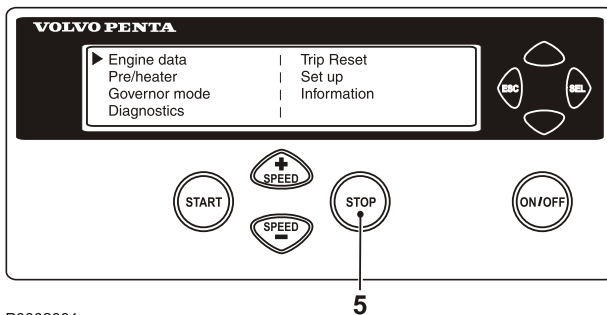 VOLVO PENTA
Engine data | Trip Reset
Pre/heater | Set up
Governor mode | Information
Diagnostics |
ESC
SEL
+
SPEED
START
STOP
ON/OFF
SPEED
–
5